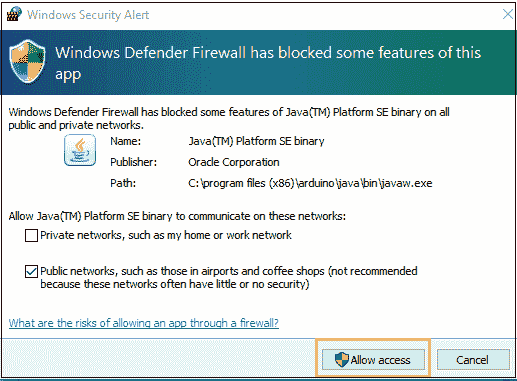 Windows Security Alert
Windows Defender Firewall has blocked some features of this
app
Windows Defender Firewall has blocked some features of Java(TM) Platform SE binary on all
public and private networks.
Name: Java(TM) Platform SE binary
Publisher: Oracle Corporation
Path: C:\program files (x86)\arduino\java\bin\javaw.exe
Allow Java(TM) Platform SE binary to communicate on these networks:
Private networks, such as my home or work network
Public networks, such as those in airports and coffee shops (not recommended
because these networks often have little or no security)
What are the risks of allowing an app through a firewall?
Allow access Cancel